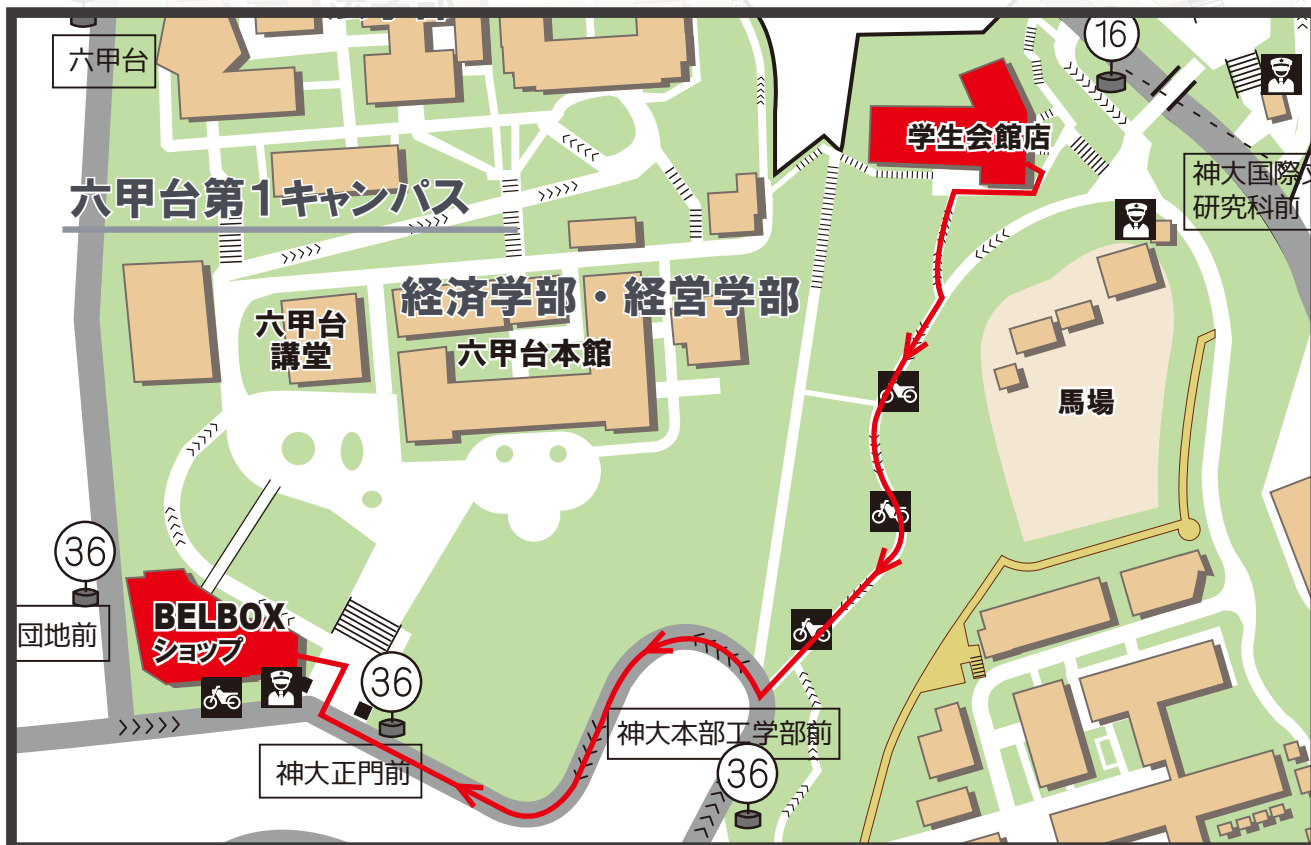 六甲台
16
学生会館店
神大国際文
研究科前
六甲台第1キャンパス
経済学部・経営学部
六甲台
講堂
六甲台本館
馬場
36
団地前
BELBOX
ショップ
36
神大正門前
神大本部工学部前
36